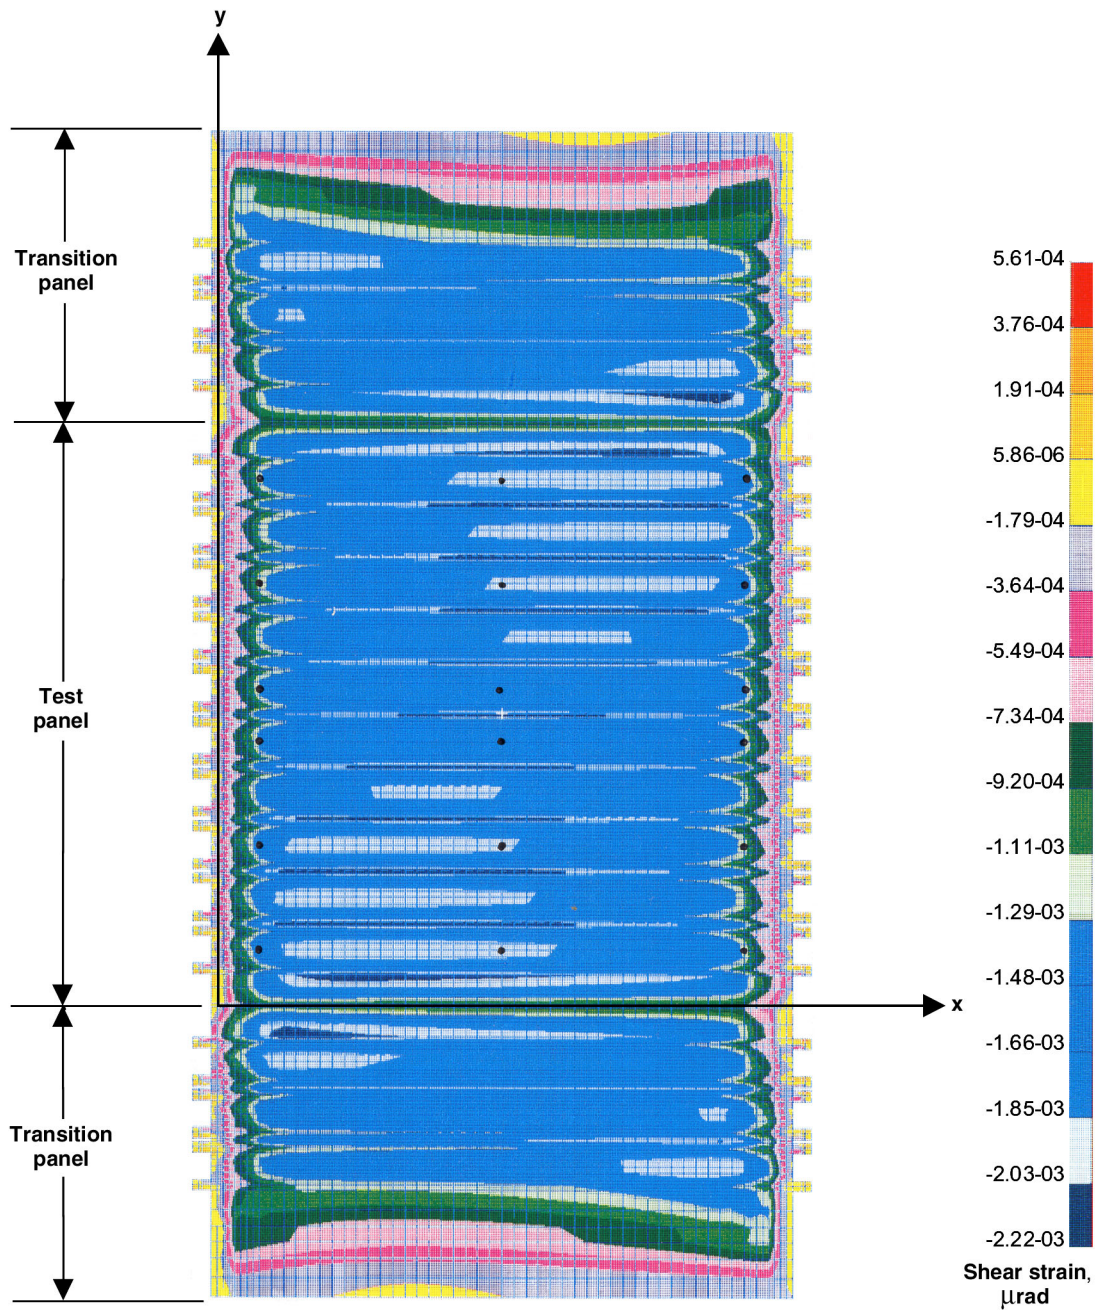 y
Transition
panel
5.61-04
3.76-04
1.91-04
5.86-06
-1.79-04
-3.64-04
-5.49-04
-7.34-04
-9.20-04
-1.11-03
-1.29-03
-1.48-03
-1.66-03
-1.85-03
-2.03-03
-2.22-03
Shear strain,
μrad
Test
panel
x
Transition
panel